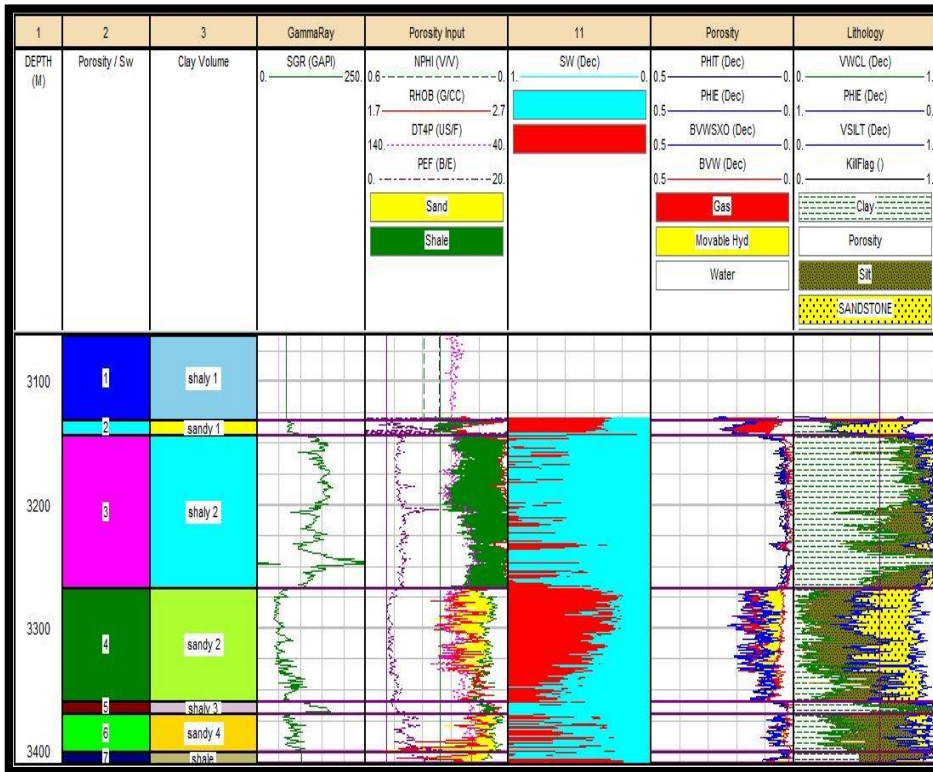 1 2 3 GammaRay Porosity Input 11 Porosity Lithology
DEPTH (M) Porosity / Sw Clay Volume
SGR (GAPI)
0. 250.
NPHI (V/V)
0.6 0.
RHOB (G/CC)
1.7 2.7
DT4P (US/F)
140. 40.
PEF (B/E)
0. 20.
Sand
Shale
SW (Dec)
1. 0.
PHIT (Dec)
0.5 0.
PHIE (Dec)
0.5 0.
BVWSXO (Dec)
0.5 0.
BVW (Dec)
0.5 0.
Gas
Movable Hyd
Water
VWCL (Dec)
0. 1.
PHIE (Dec)
1. 0.
VSILT (Dec)
0. 1.
KillFlag ()
0. 1.
Clay
Porosity
Silt
SANDSTONE
3100 1 shaly 1
2 sandy 1
3200 3 shaly 2
3300 4 sandy 2
5 shaly 3
6 sandy 4
3400 7 shale